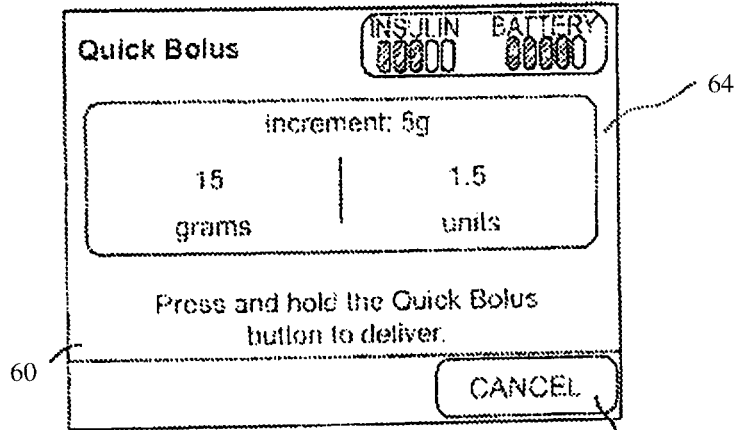 Quick Bolus
INSULIN BATTERY
64
increment: 5g
15 1.5
grams units
Press and hold the Quick Bolus
button to deliver.
60
CANCEL